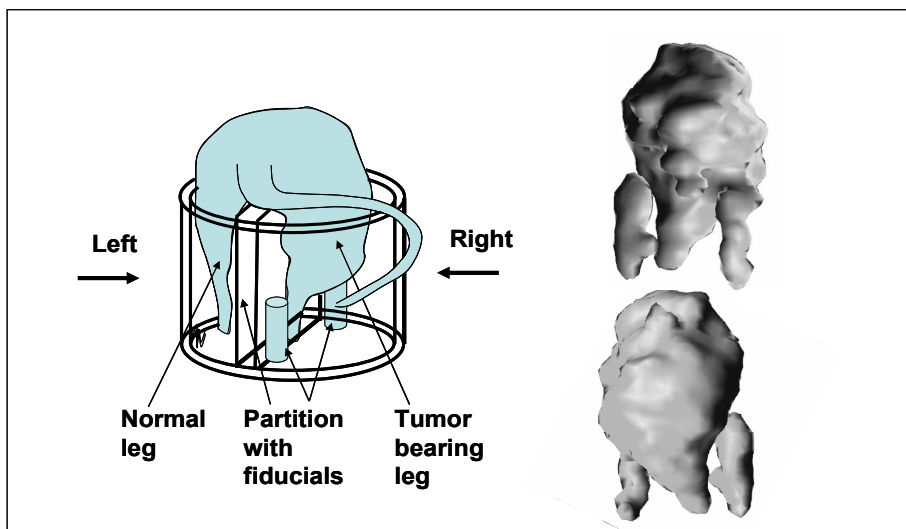 Left
Right
Normal
leg
Partition
with
fiducials
Tumor
bearing
leg